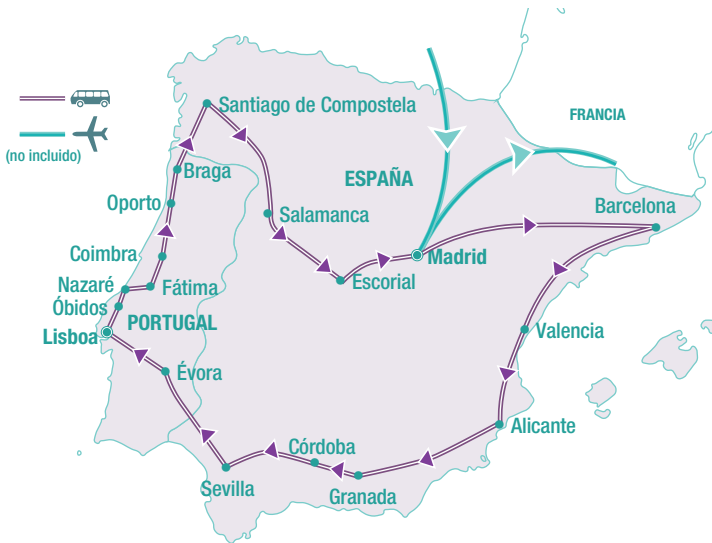 (no incluido)
FRANCIA
Santiago de Compostela
Braga
ESPAÑA
Oporto
Salamanca
Barcelona
Coimbra
Madrid
Escorial
Nazaré
Fátima
Óbidos
PORTUGAL
Lisboa
Valencia
Évora
Alicante
Córdoba
Sevilla
Granada